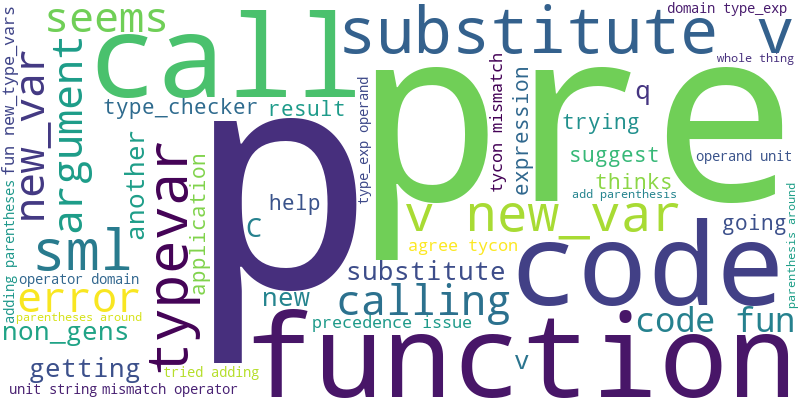 seems
call
substitute v
domain type_exp
whole thing
p
pre
fun new_type_vars
new_var
argument
type_checker
result
type_exp operand
tycon mismatch
expression
q
trying
suggest
thinks
operand unit
add parenthesis
another
typevar
application
help
C
v new_var
agree tycon
going
code
parenthesis around
adding parentheses
sml
operator domain
error
parentheses around
non_gens
getting
unit string
mismatch operator
tried adding
function
substitute
new
calling
precedence issue
v
code fun